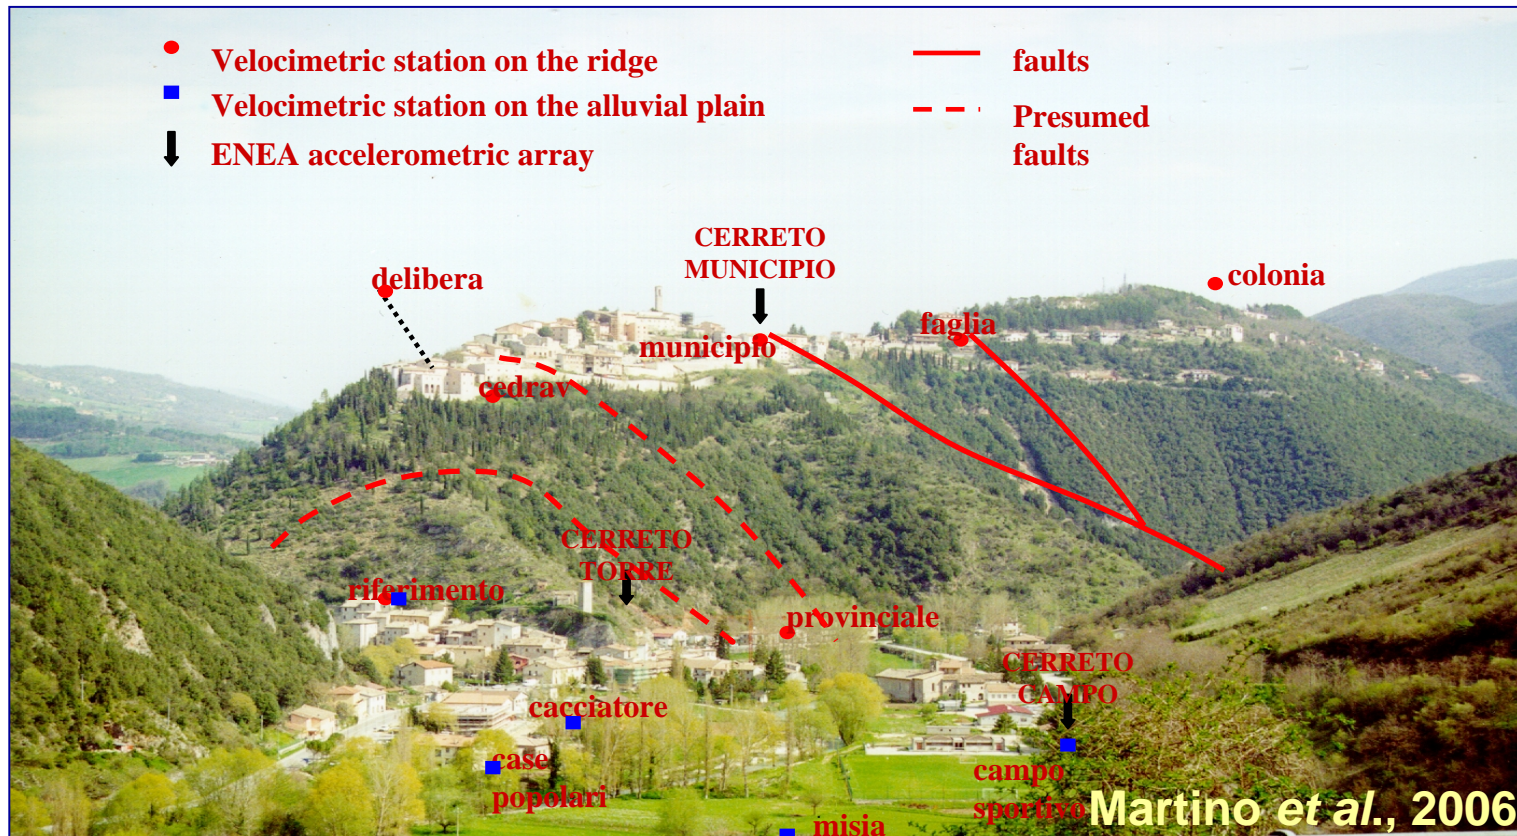 Velocimetric station on the ridge
Velocimetric station on the alluvial plain
ENEA accelerometric array
faults
Presumed
faults
CERRETO
MUNICIPIO
delibera
colonia
faglia
municipio
cedrav
CERRETO
TORRE
riferimento
provinciale
CERRETO
CAMPO
cacciatore
case
popolari
campo
sportivo
misia
Martino et al., 2006